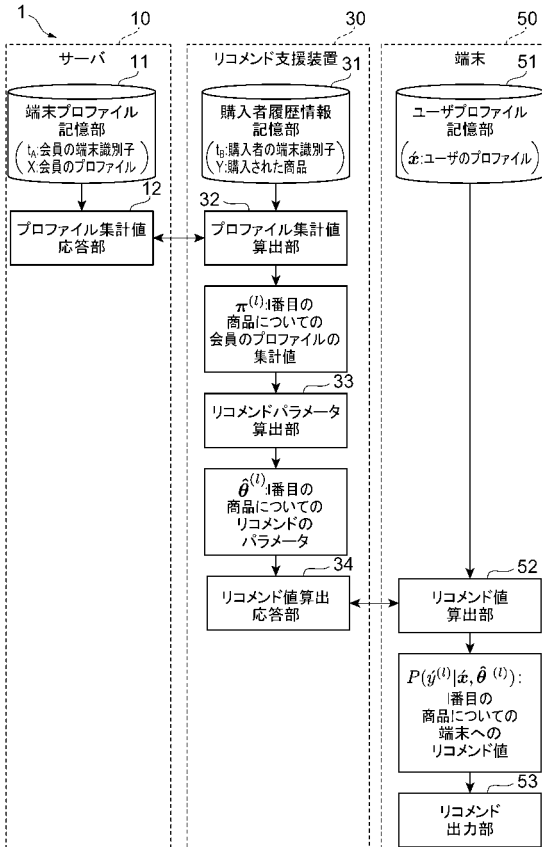 1
10
30
50
サーバ
リコメンド支援装置
端末
11
31
51
端末プロファイル
記憶部
t_A:会員の端末識別子
X:会員のプロファイル
購入者履歴情報
記憶部
t_B:購入者の端末識別子
Y:購入された商品
ユーザプロファイル
記憶部
x́:ユーザのプロファイル
12
32
プロファイル集計値
応答部
プロファイル集計値
算出部
π^(l):l番目の
商品についての
会員のプロファイルの
集計値
33
リコメンドパラメータ
算出部
θ̂^(l):l番目の
商品についての
リコメンドの
パラメータ
34
52
リコメンド値算出
応答部
リコメンド値
算出部
P(ý^(l)|x́, θ̂^(l)):
l番目の
商品についての
端末への
リコメンド値
53
リコメンド
出力部